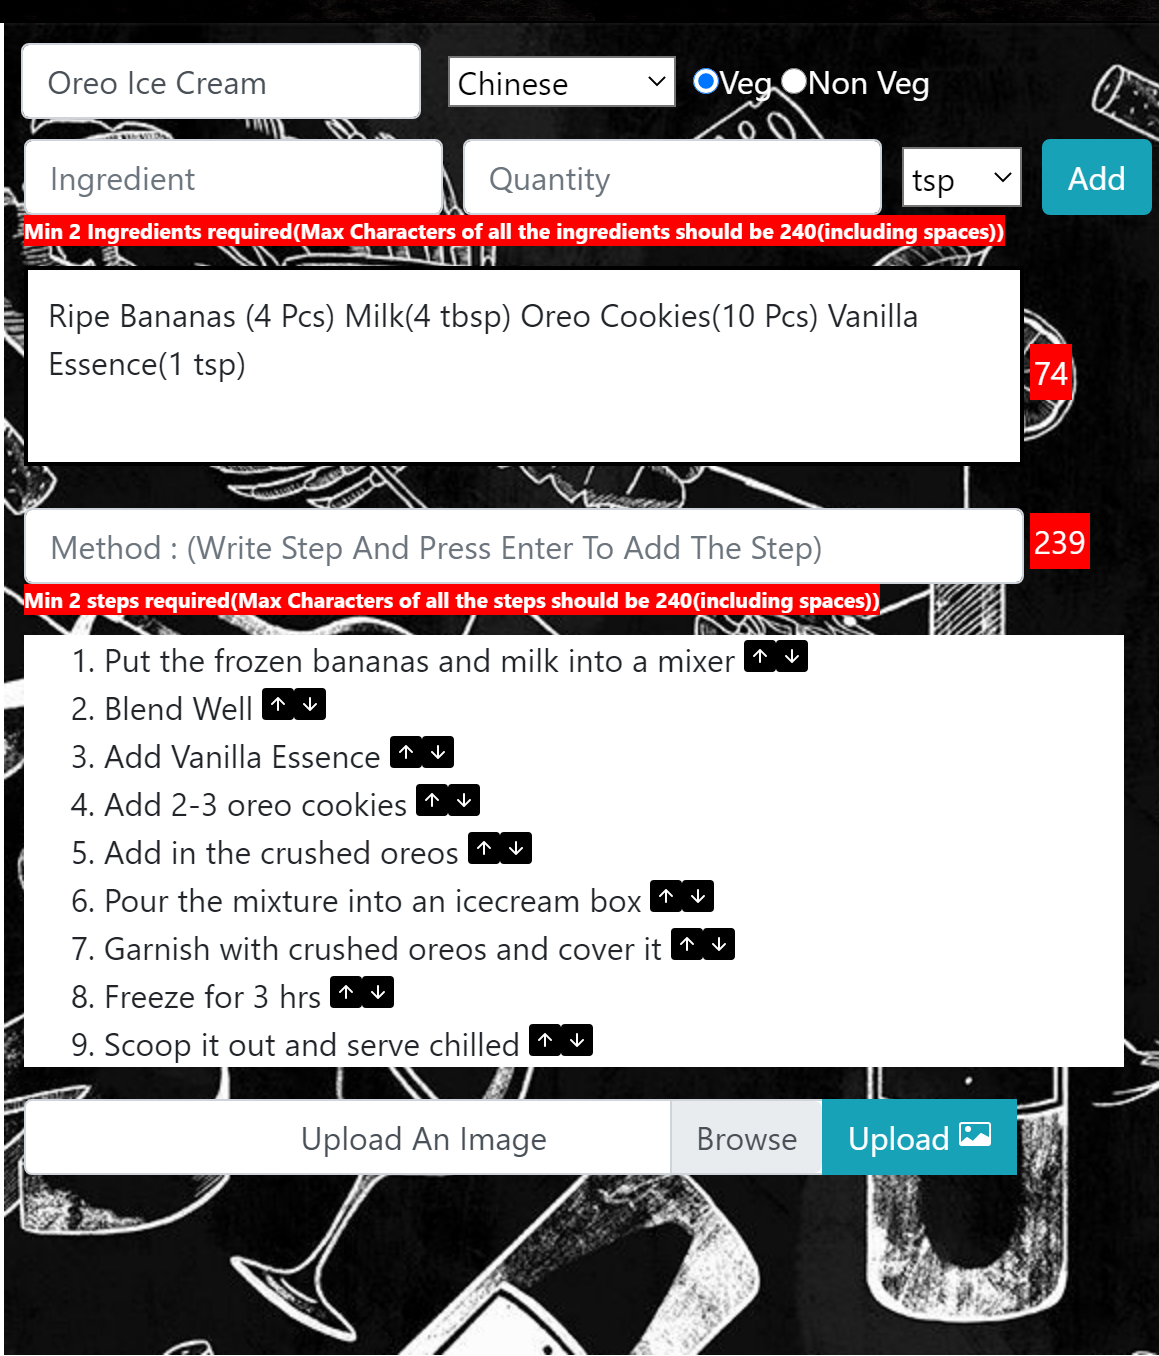 Oreo Ice Cream
Chinese
Veg Non Veg
Ingredient
Quantity
tsp
Add
Min 2 Ingredients required(Max Characters of all the ingredients should be 240(including spaces))
Ripe Bananas (4 Pcs) Milk(4 tbsp) Oreo Cookies(10 Pcs) Vanilla
Essence(1 tsp)
74
Method : (Write Step And Press Enter To Add The Step)
239
Min 2 steps required(Max Characters of all the steps should be 240(including spaces))
1. Put the frozen bananas and milk into a mixer
2. Blend Well
3. Add Vanilla Essence
4. Add 2-3 oreo cookies
5. Add in the crushed oreos
6. Pour the mixture into an icecream box
7. Garnish with crushed oreos and cover it
8. Freeze for 3 hrs
9. Scoop it out and serve chilled
Upload An Image
Browse
Upload